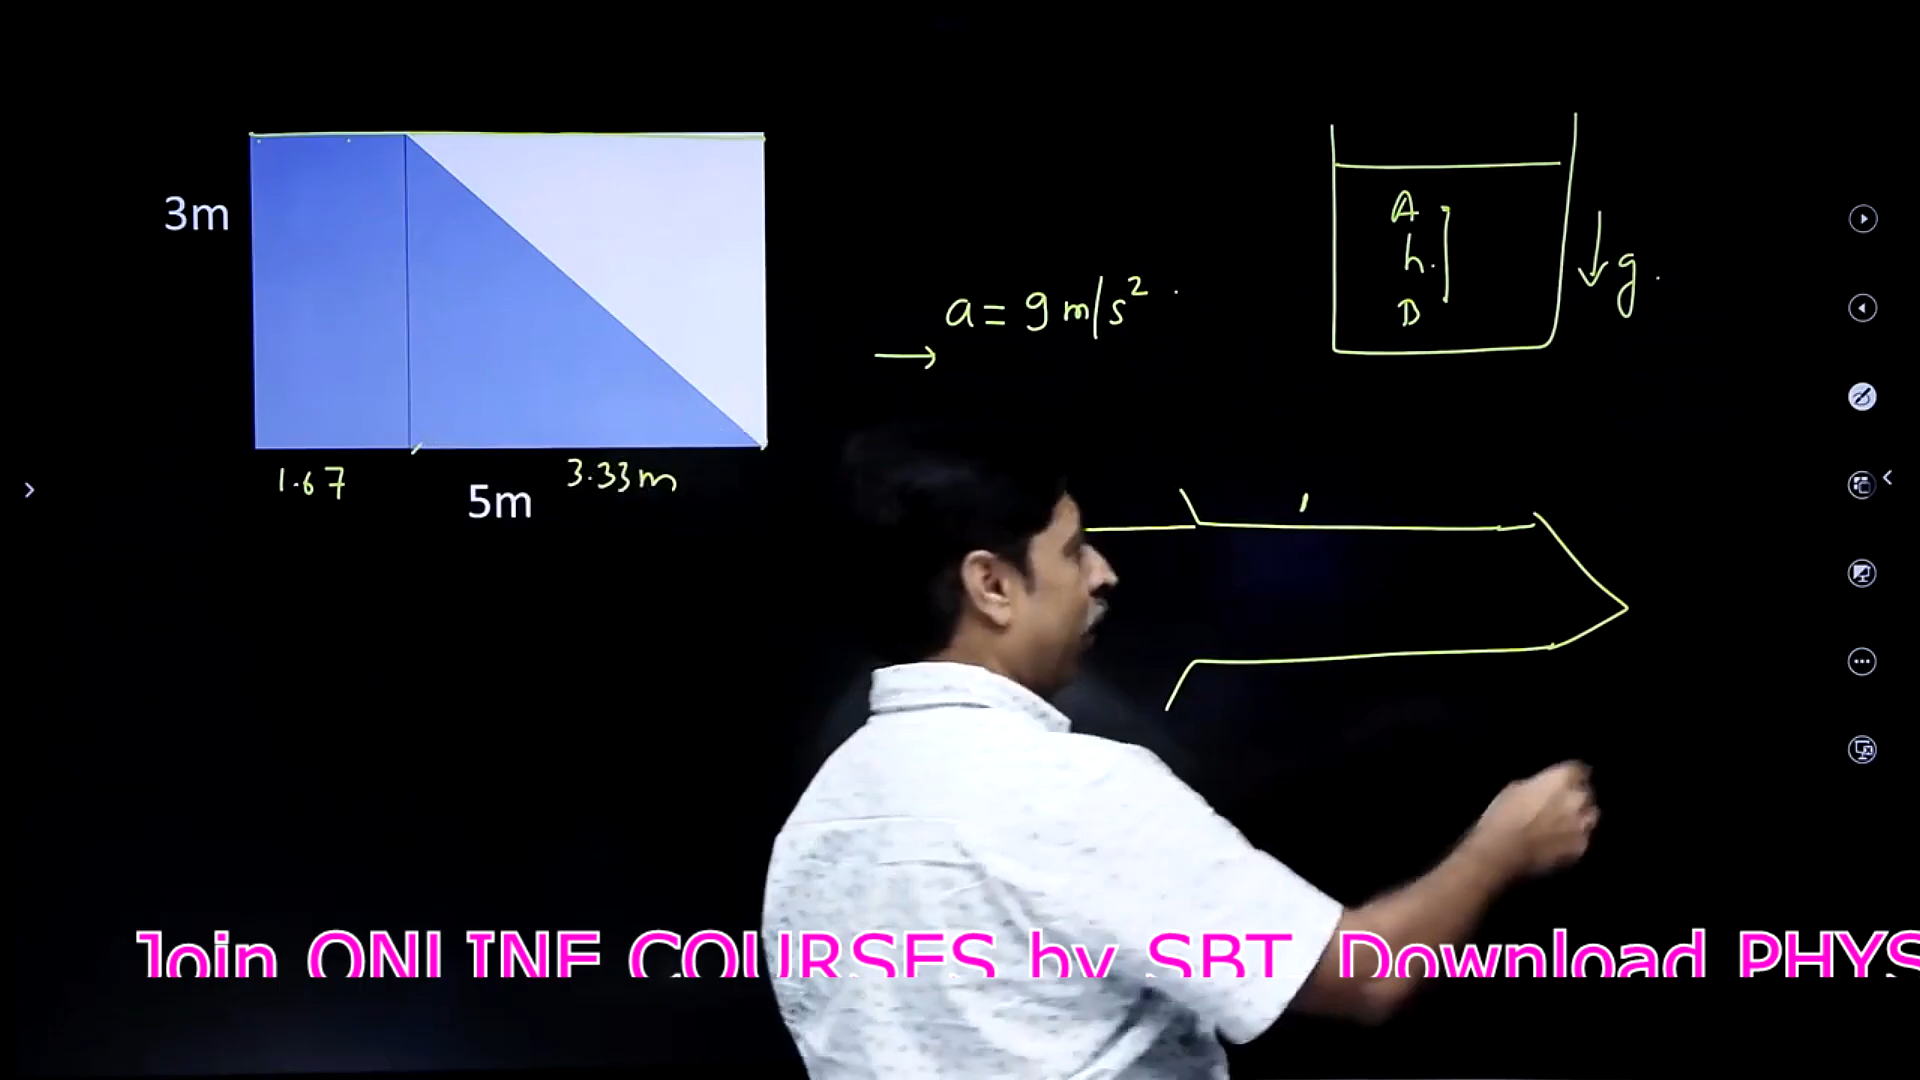 3m
1.67
5m
3.33m
a = 9 m/s²
A
h.
B
g.
Join ONLINE COURSES by SBT. Download PHYS